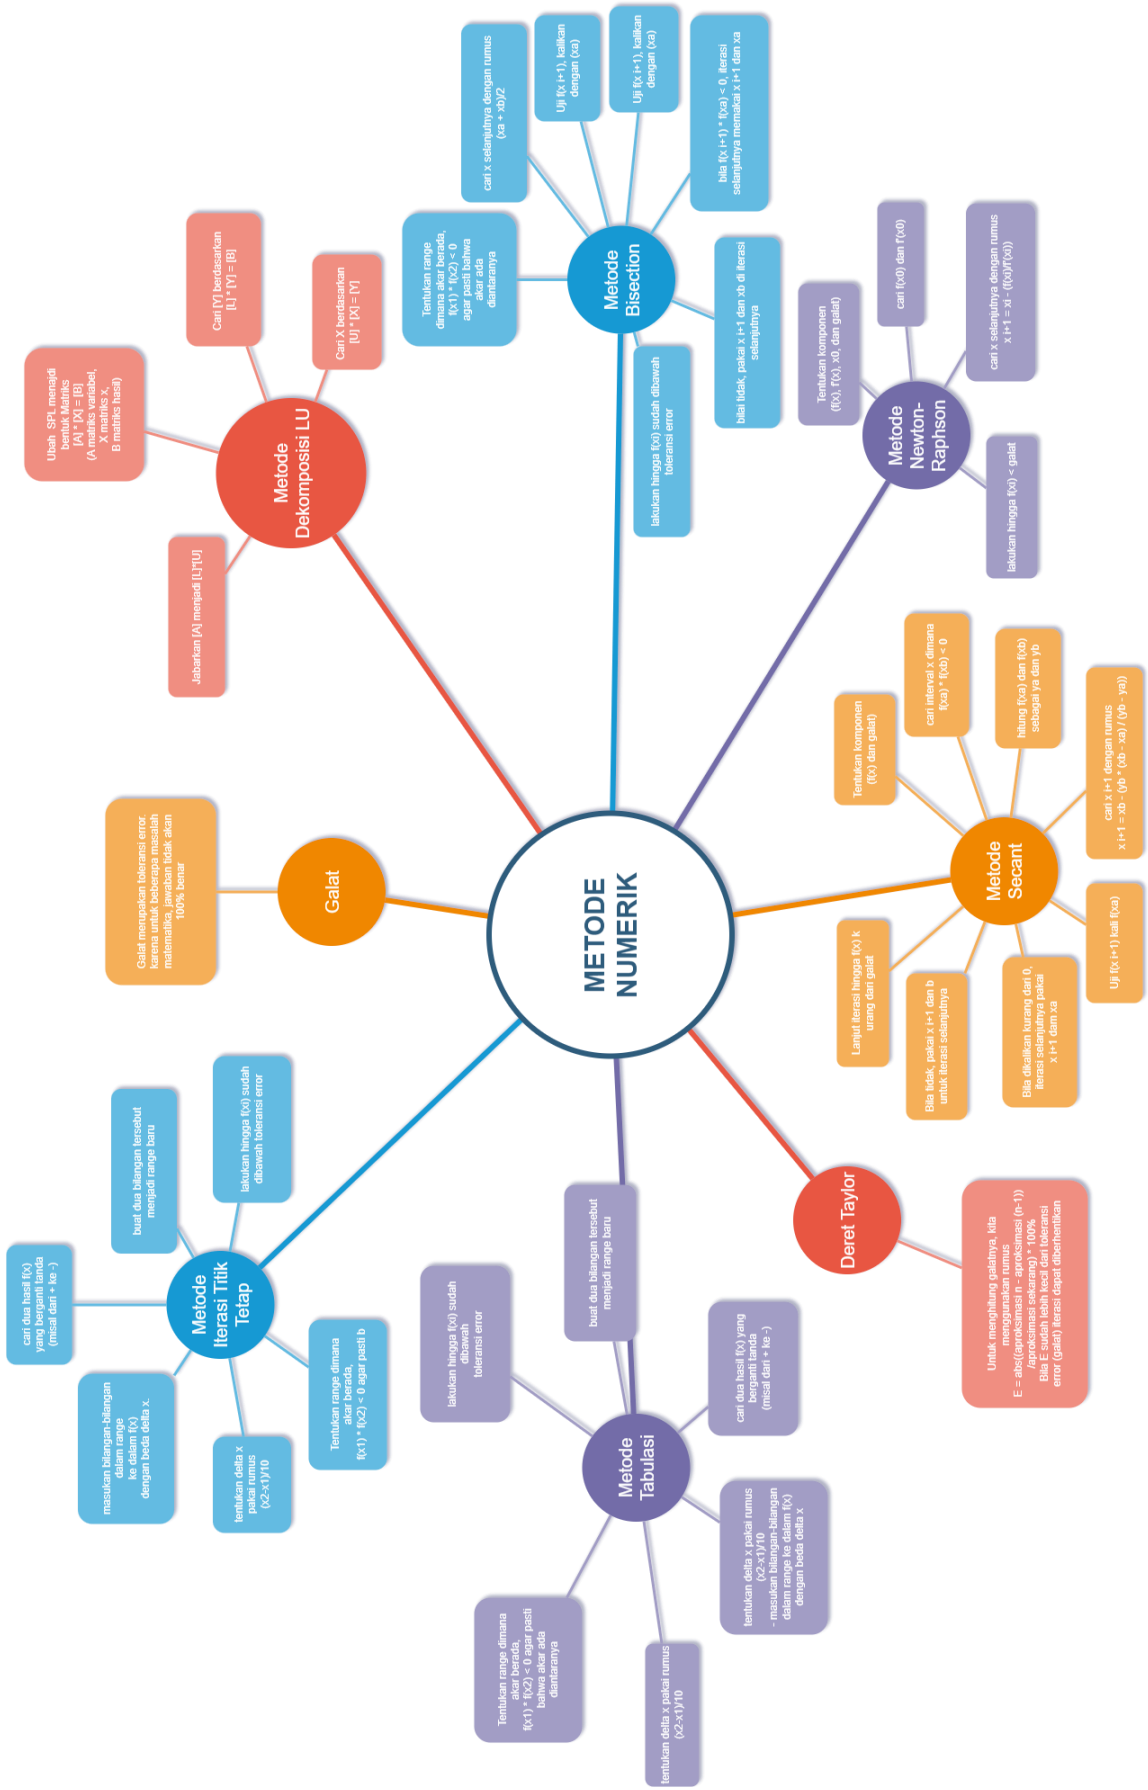 METODE
NUMERIK
Galat
Galat merupakan toleransi error.
karena untuk beberapa masalah
matematika, jawaban tidak akan
100% benar
Metode
Dekomposisi LU
Jabarkan [A] menjadi [L]*[U]
Ubah SPL menajdi
bentuk Matriks
[A] * [X] = [B]
(A matriks variabel,
X matriks x,
B matriks hasil)
Cari [Y] berdasarkan
[L] * [Y] = [B]
Cari X berdasarkan
[U] * [X] = [Y]
Metode
Bisection
Tentukan range
dimana akar berada,
f(x1) * f(x2) < 0
agar pasti bahwa
akar ada
diantaranya
cari x selanjutnya dengan rumus
(xa + xb)/2
Uji f(x i+1), kalikan
dengan (xa)
Uji f(x i+1), kalikan
dengan (xa)
bila f(x i+1) * f(xa) < 0, iterasi
selanjutnya memakai x i+1 dan xa
bilai tidak, pakai x i+1 dan xb di iterasi
selanjutnya
lakukan hingga f(xi) sudah dibawah
toleransi error
Metode
Newton-
Raphson
Tentukan komponen
(f(x), f'(x), x0, dan galat)
cari f(x0) dan f'(x0)
cari x selanjutnya dengan rumus
x i+1 = xi - (f(xi)/f'(xi))
lakukan hingga f(xi) < galat
Metode
Secant
Tentukan komponen
(f(x) dan galat)
cari interval x dimana
f(xa) * f(xb) < 0
hitung f(xa) dan f(xb)
sebagai ya dan yb
cari x i+1 dengan rumus
x i+1 = xb - (yb * (xb - xa) / (yb - ya))
Uji f(x i+1) kali f(xa)
Bila dikalikan kurang dari 0,
iterasi selanjutnya pakai
x i+1 dam xa
Bila tidak, pakai x i+1 dan b
untuk iterasi selanjutnya
Lanjut iterasi hingga f(x) k
urang dari galat
Deret Taylor
Untuk menghitung galatnya, kita
menggunakan rumus
E = abs((aproksimasi n - aproksimasi (n-1))
/aproksimasi sekarang) * 100%
Bila E sudah lebih kecil dari toleransi
error (galat) iterasi dapat diberhentikan
Metode
Tabulasi
Tentukan range dimana
akar berada,
f(x1) * f(x2) < 0 agar pasti
bahwa akar ada
diantaranya
tentukan delta x pakai rumus
(x2-x1)/10
tentukan delta x pakai rumus
(x2-x1)/10
- masukan bilangan-bilangan
dalam range ke dalam f(x)
dengan beda delta x
cari dua hasil f(x) yang
berganti tanda
(misal dari + ke -)
buat dua bilangan tersebut
menjadi range baru
lakukan hingga f(xi) sudah
dibawah
toleransi error
Metode
Iterasi Titik
Tetap
Tentukan range dimana
akar berada,
f(x1) * f(x2) < 0 agar pasti b
tentukan delta x
pakai rumus
(x2-x1)/10
masukan bilangan-bilangan
dalam range
ke dalam f(x)
dengan beda delta x.
cari dua hasil f(x)
yang berganti tanda
(misal dari + ke -)
buat dua bilangan tersebut
menjadi range baru
lakukan hingga f(xi) sudah
dibawah toleransi error